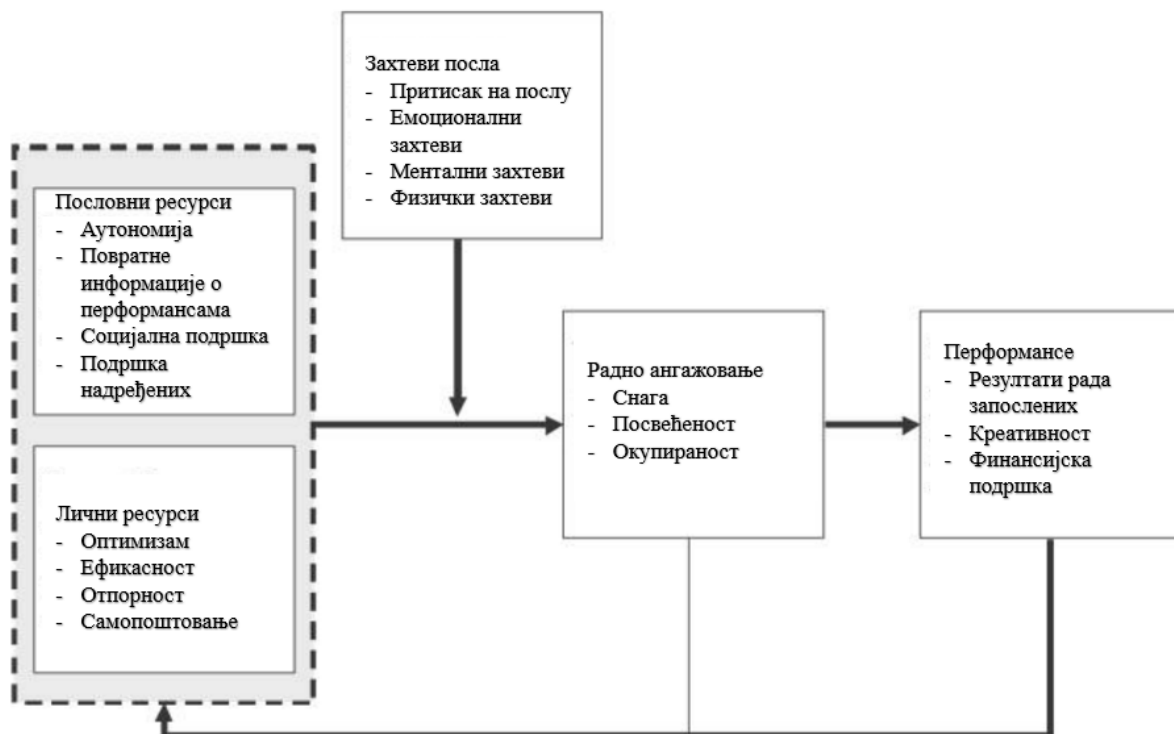 Захтеви посла
- Притисак на послу
- Емоционални
захтеви
- Ментални захтеви
- Физички захтеви
Пословни ресурси
- Аутономија
- Повратне
информације о
перформансама
- Социјална подршка
- Подршка
надређених
Лични ресурси
- Оптимизам
- Ефикасност
- Отпорност
- Самопоштовање
Радно ангажовање
- Снага
- Посвећеност
- Окупираност
Перформансе
- Резултати рада
запослених
- Креативност
- Финансијска
подршка